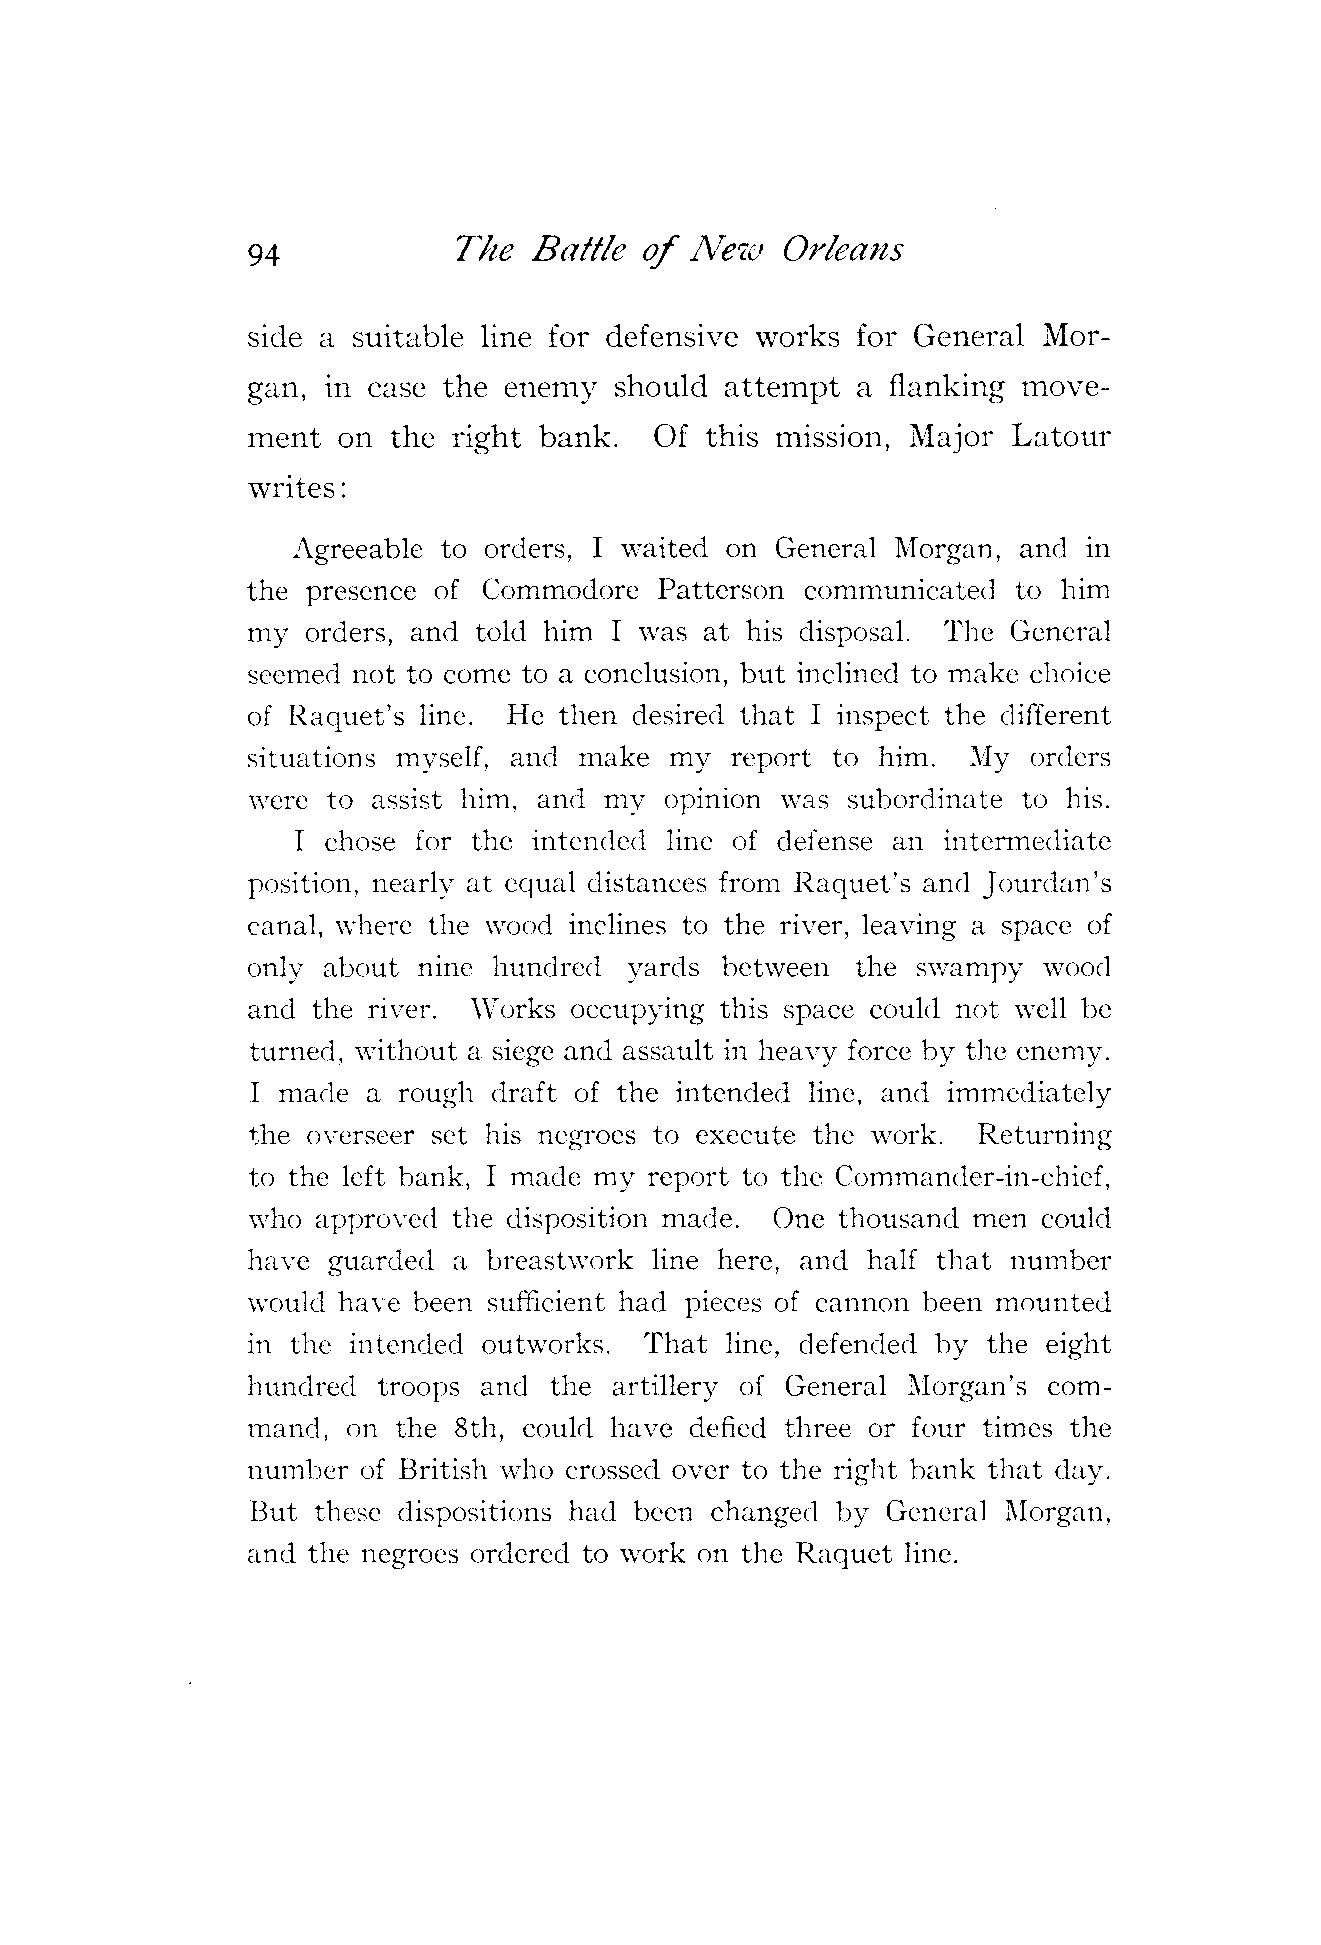 94 The Battle of New Orleans
side a suitable line for defensive works for General Mor-
gan, in case the enemy should attempt a flanking move-
ment on the right bank. Of this mission, Major Latour
writes:
Agreeable to orders, I waited on General Morgan, and in
the presence of Commodore Patterson communicated to him
my orders, and told him I was at his disposal. The General
seemed not to come to a conclusion, but inclined to make choice
of Raquet's line. He then desired that I inspect the different
situations myself, and make my report to him. My orders
were to assist him, and my opinion was subordinate to his.
I chose for the intended line of defense an intermediate
position, nearly at equal distances from Raquet's and Jourdan's
canal, where the wood inclines to the river, leaving a space of
only about nine hundred yards between the swampy wood
and the river. Works occupying this space could not well be
turned, without a siege and assault in heavy force by the enemy.
I made a rough draft of the intended line, and immediately
the overseer set his negroes to execute the work. Returning
to the left bank, I made my report to the Commander-in-chief,
who approved the disposition made. One thousand men could
have guarded a breastwork line here, and half that number
would have been sufficient had pieces of cannon been mounted
in the intended outworks. That line, defended by the eight
hundred troops and the artillery of General Morgan's com-
mand, on the 8th, could have defied three or four times the
number of British who crossed over to the right bank that day.
But these dispositions had been changed by General Morgan,
and the negroes ordered to work on the Raquet line.